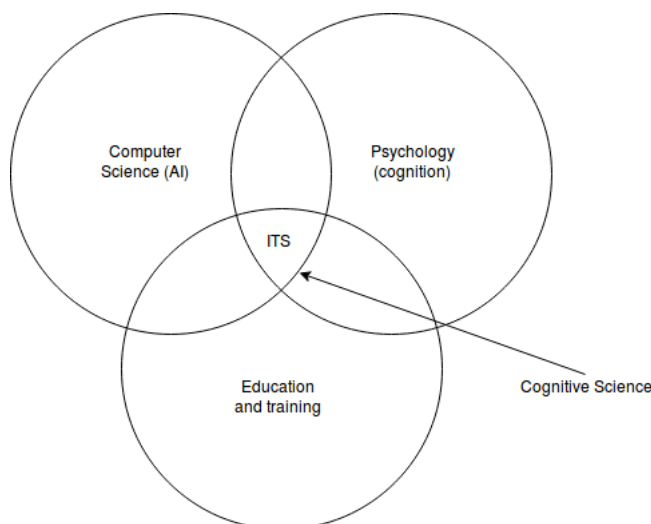 Computer
Science (AI)
Psychology
(cognition)
ITS
Education
and training
Cognitive Science